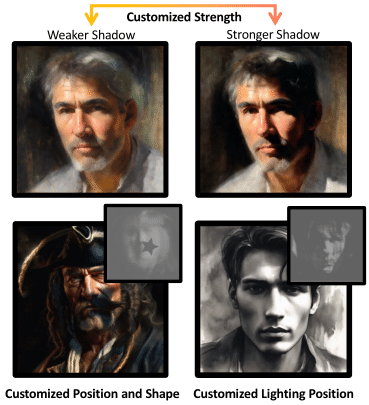 Customized Strength
Weaker Shadow
Stronger Shadow
Customized Position and Shape
Customized Lighting Position